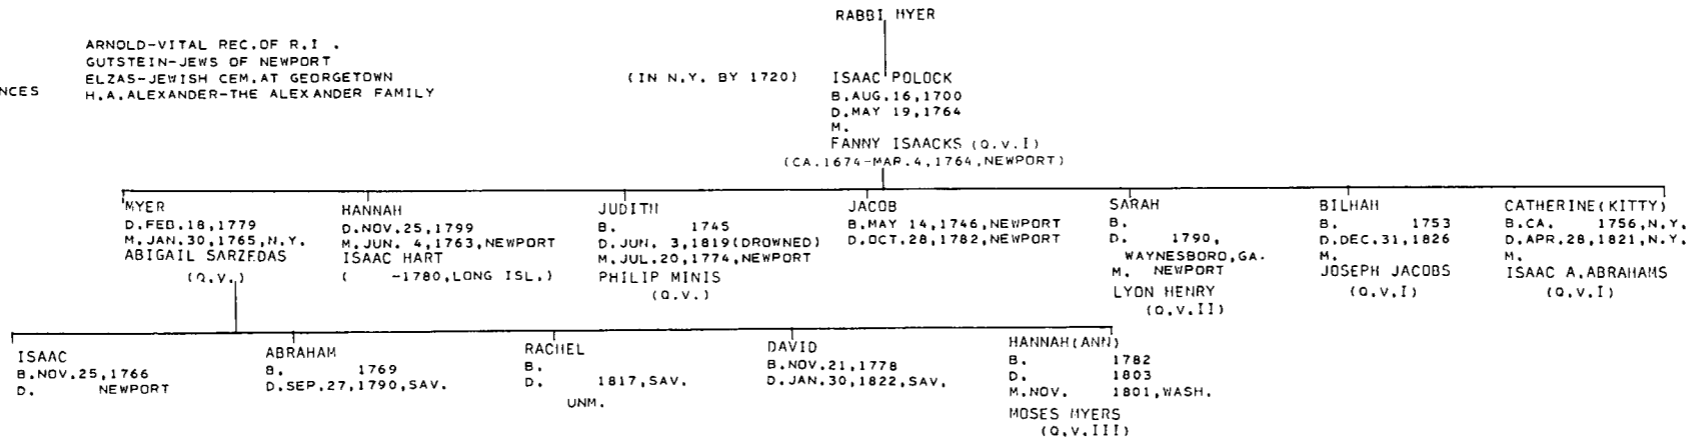 RABBI MYER
ARNOLD-VITAL REC.OF R.I .
GUTSTEIN-JEWS OF NEWPORT
ELZAS-JEWISH CEM.AT GEORGETOWN
NCES H.A.ALEXANDER-THE ALEXANDER FAMILY
(IN N.Y. BY 1720) ISAAC POLOCK
B.AUG.16,1700
D.MAY 19,1764
M.
FANNY ISAACKS (Q.V.I)
(CA.1674-MAR.4,1764,NEWPORT)
MYER
D.FEB.18,1779
M.JAN.30,1765,N.Y.
ABIGAIL SARZEDAS
(Q.V.)
HANNAH
D.NOV.25,1799
M.JUN. 4,1763,NEWPORT
ISAAC HART
( -1780,LONG ISL.)
JUDITH
B. 1745
D.JUN. 3,1819(DROWNED)
M.JUL.20,1774,NEWPORT
PHILIP MINIS
(Q.V.)
JACOB
B.MAY 14,1746,NEWPORT
D.OCT.28,1782,NEWPORT
SARAH
B.
D. 1790,
WAYNESBORO,GA.
M. NEWPORT
LYON HENRY
(Q.V.II)
BILHAH
B. 1753
D.DEC.31,1826
M.
JOSEPH JACOBS
(Q.V.I)
CATHERINE(KITTY)
B.CA. 1756,N.Y.
D.APR.28,1821,N.Y.
M.
ISAAC A.ABRAHAMS
(Q.V.I)
ISAAC
B.NOV.25,1766
D. NEWPORT
ABRAHAM
B. 1769
D.SEP.27,1790,SAV.
RACHEL
B.
D. 1817,SAV.
UNM.
DAVID
B.NOV.21,1778
D.JAN.30,1822,SAV.
HANNAH(ANN)
B. 1782
D. 1803
M.NOV. 1801,WASH.
MOSES MYERS
(Q.V.III)